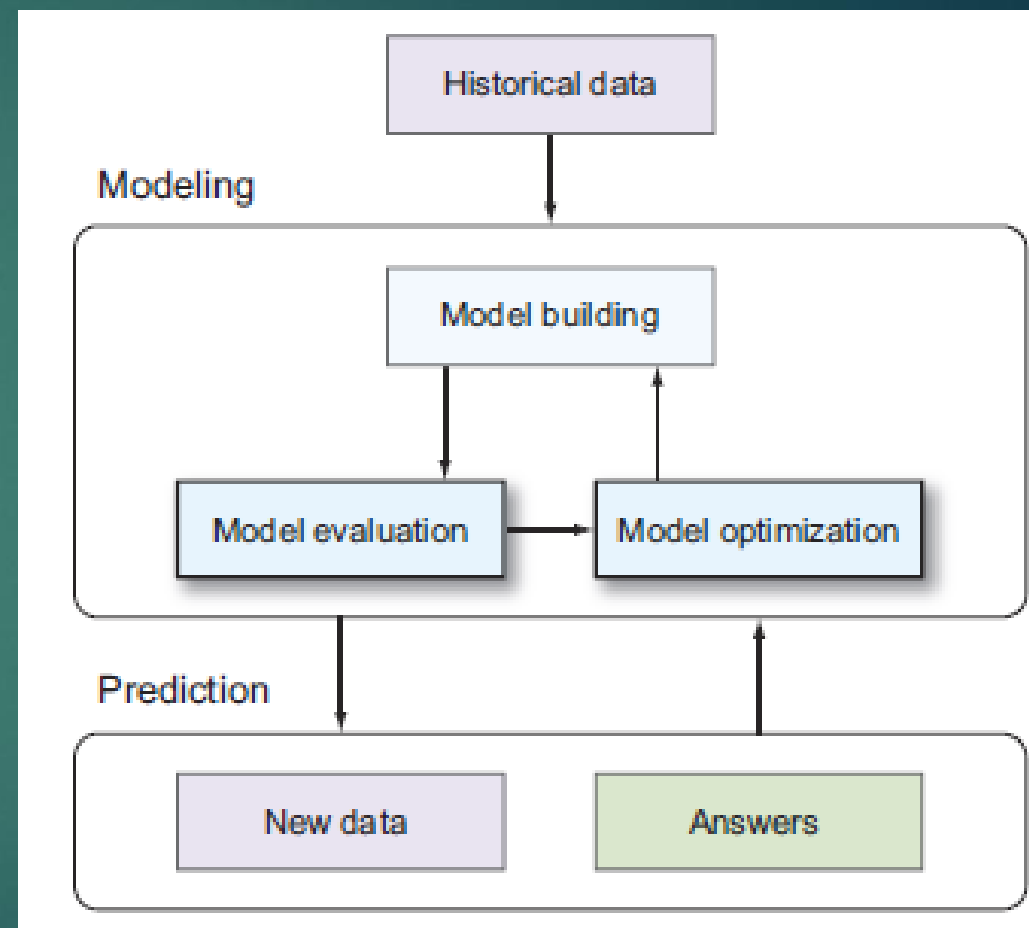 Historical data
Modeling
Model building
Model evaluation
Model optimization
Prediction
New data
Answers